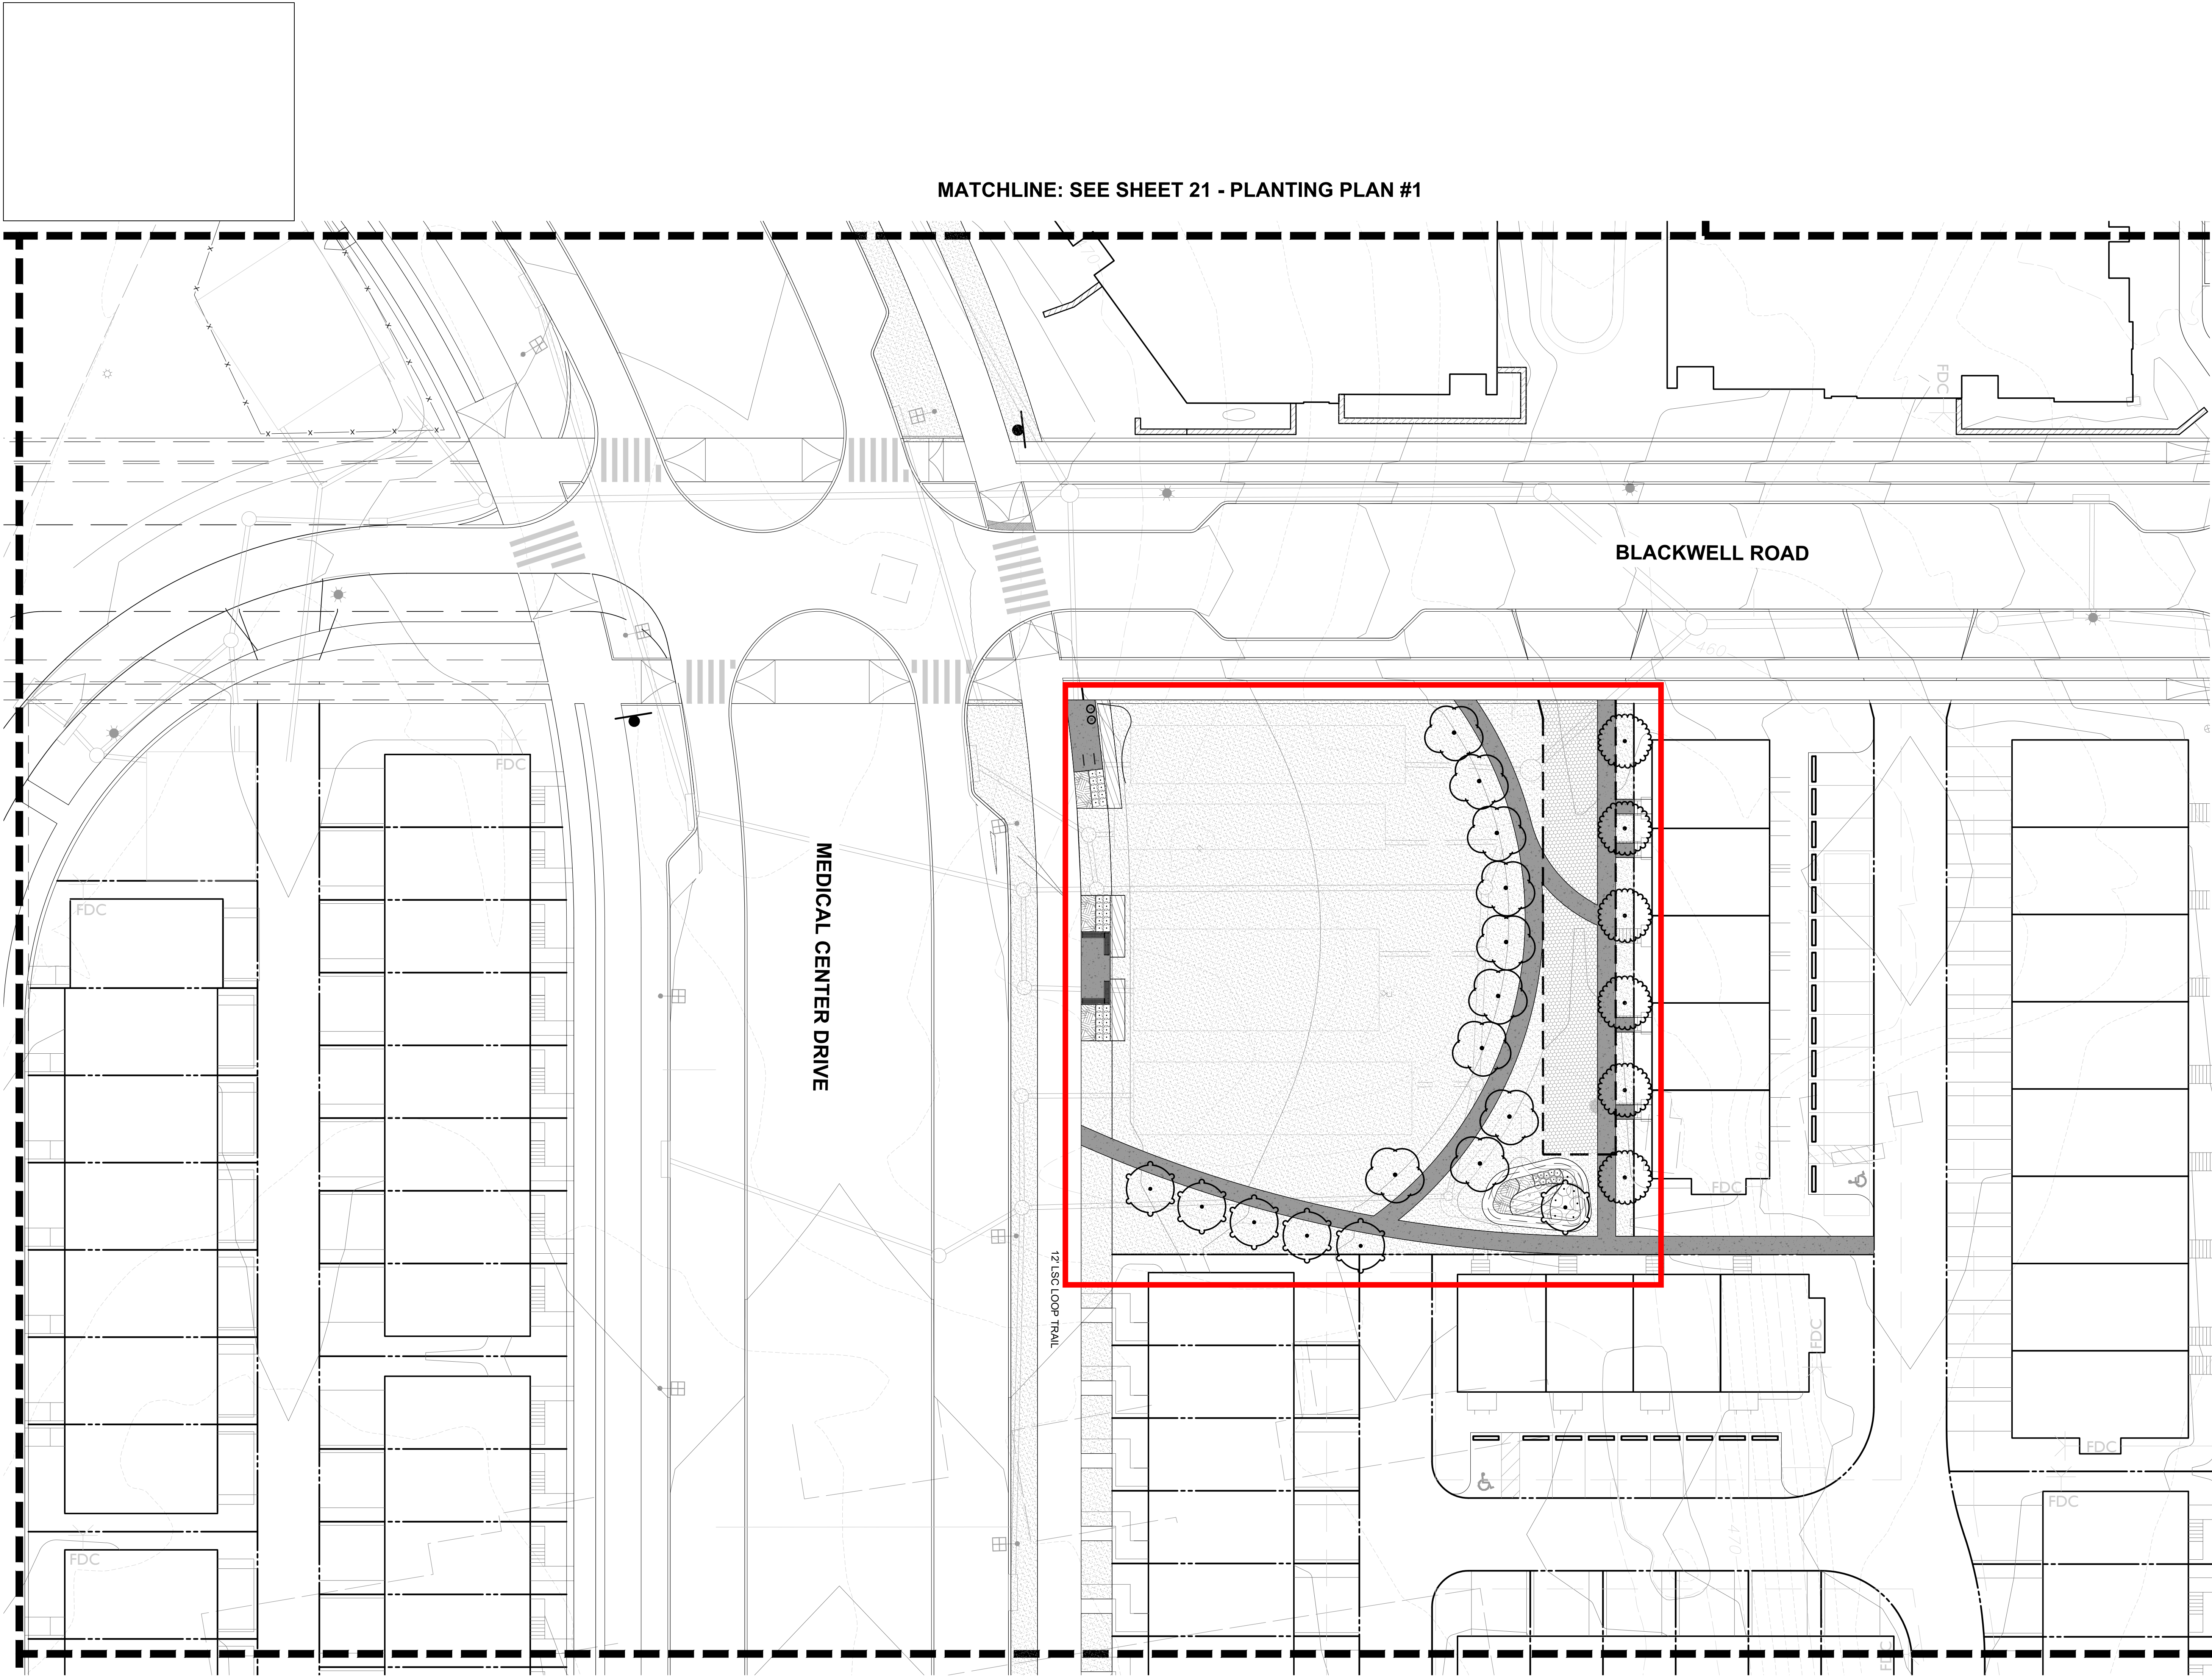 MATCHLINE: SEE SHEET 21 - PLANTING PLAN #1
FDC
BLACKWELL ROAD
460
FDC
MEDICAL CENTER DRIVE
FDC
FDC
12' LSC LOOP TRAIL
FDC
FDC
FDC
470
FDC
FDC